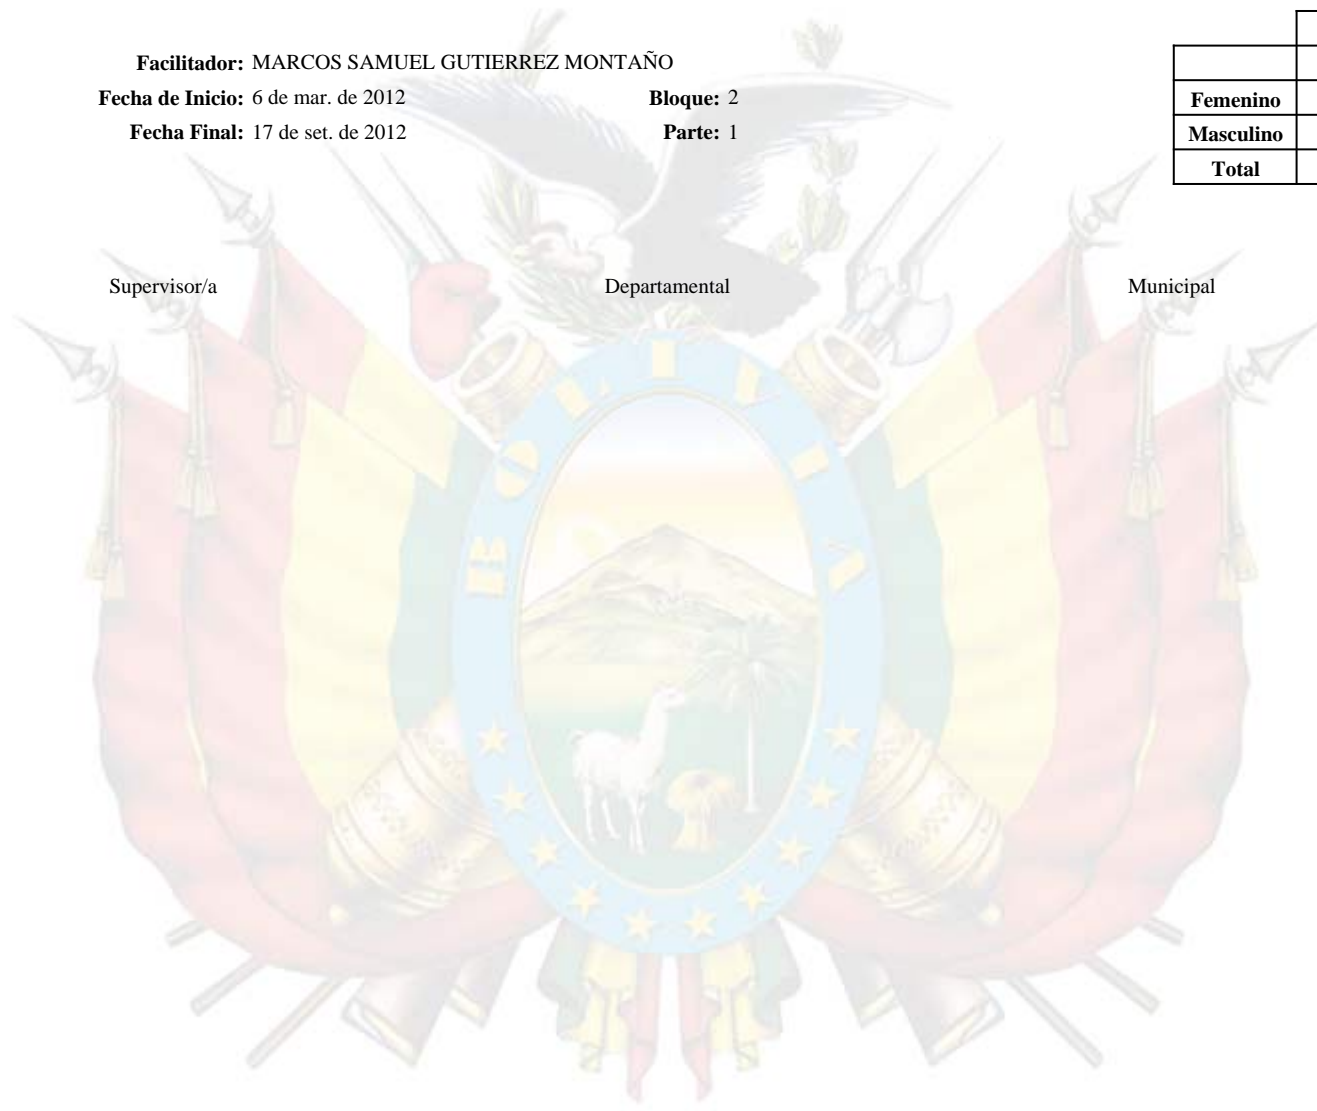 Facilitador: MARCOS SAMUEL GUTIERREZ MONTAÑO
Fecha de Inicio: 6 de mar. de 2012 Bloque: 2
Fecha Final: 17 de set. de 2012 Parte: 1
Femenino
Masculino
Total
Supervisor/a Departamental Municipal
BOLIVIA